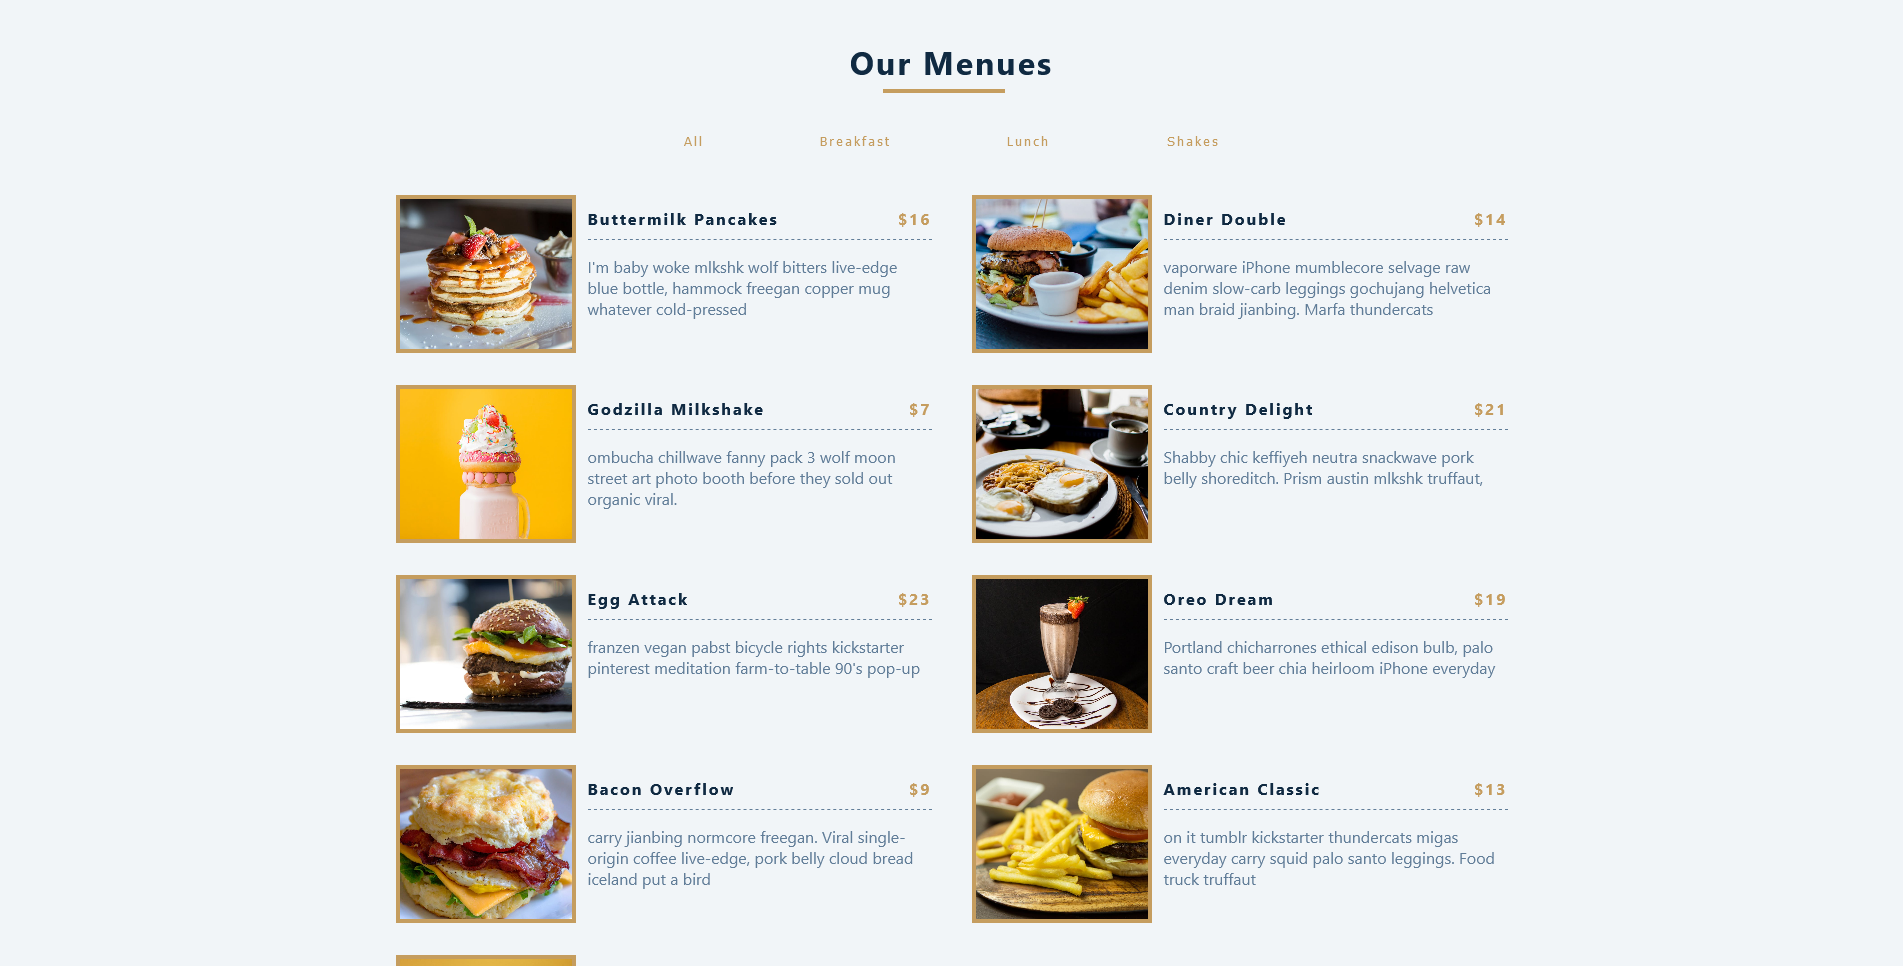 Our Menues
All
Breakfast
Lunch
Shakes
Buttermilk Pancakes
$16
I'm baby woke mlkshk wolf bitters live-edge
blue bottle, hammock freegan copper mug
whatever cold-pressed
Diner Double
$14
vaporware iPhone mumblecore selvage raw
denim slow-carb leggings gochujang helvetica
man braid jianbing. Marfa thundercats
Godzilla Milkshake
$7
ombucha chillwave fanny pack 3 wolf moon
street art photo booth before they sold out
organic viral.
Country Delight
$21
Shabby chic keffiyeh neutra snackwave pork
belly shoreditch. Prism austin mlkshk truffaut,
Egg Attack
$23
franzen vegan pabst bicycle rights kickstarter
pinterest meditation farm-to-table 90's pop-up
Oreo Dream
$19
Portland chicharrones ethical edison bulb, palo
santo craft beer chia heirloom iPhone everyday
Bacon Overflow
$9
carry jianbing normcore freegan. Viral single-
origin coffee live-edge, pork belly cloud bread
iceland put a bird
American Classic
$13
on it tumblr kickstarter thundercats migas
everyday carry squid palo santo leggings. Food
truck truffaut